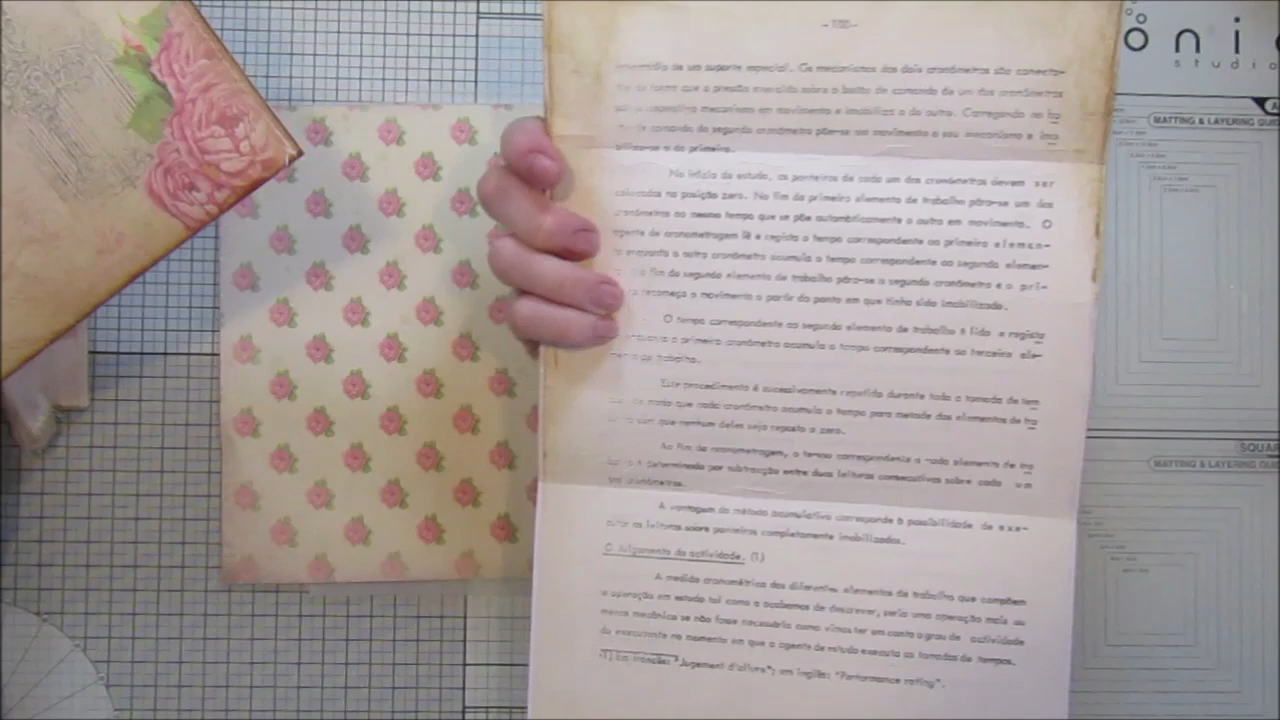 -100-
de um suporte especial. Os mecanismos dos dois cronómetros são conecta-
de forma que a pressão exercida sobre o botão de comando de um dos cronómetros
mecanismo em movimento e imobiliza o do outro. Carregando no
comando do segundo cronómetro põe-se em movimento o seu mecanismo e imo
biliza-se o do primeiro.
No início do estudo, os ponteiros de cada um dos cronómetros devem ser
colocados na posição zero. No fim do primeiro elemento de trabalho pára-se um dos
cronómetros ao mesmo tempo que se põe automàticamente o outro em movimento. O
agente de cronometragem lê e regista o tempo correspondente ao primeiro elemen-
to enquanto o outro cronómetro acumula o tempo correspondente ao segundo elemen-
fim do segundo elemento de trabalho pára-se o segundo cronómetro e o pri-
recomeça o movimento a partir do ponto em que tinha sido imobilizado.
O tempo correspondente ao segundo elemento de trabalho é lido e regista
o primeiro cronómetro acumula o tempo correspondente ao terceiro ele-
de trabalho.
Este procedimento é sucessivamente repetido durante toda a tomada de tem
modo que cada cronómetro acumula o tempo para metade dos elementos de tra
sem que nenhum deles seja reposto a zero.
Ao fim da cronometragem, o tempo correspondente a cada elemento de tra
é determinado por subtracção entre duas leituras consecutivas sobre cada um
cronómetros.
A vantagem do método acumulativo corresponde à possibilidade de exe-
cutar as leituras sobre ponteiros completamente imobilizados.
O Julgamento da actividade. (1)
A medida cronométrica dos diferentes elementos de trabalho que compõem
a operação em estudo tal como a acabamos de descrever, seria uma operação mais ou
menos mecânica se não fosse necessário como vimos ter em conta o grau de actividade
do executante no momento em que o agente de estudo executa as tomadas de tempos.
(1) Em francês: "Jugement d'allure"; em inglês: "Performance rating".
ónic
studio
MATTING & LAYERING GUI
SQUAR
MATTING & LAYERING GUI